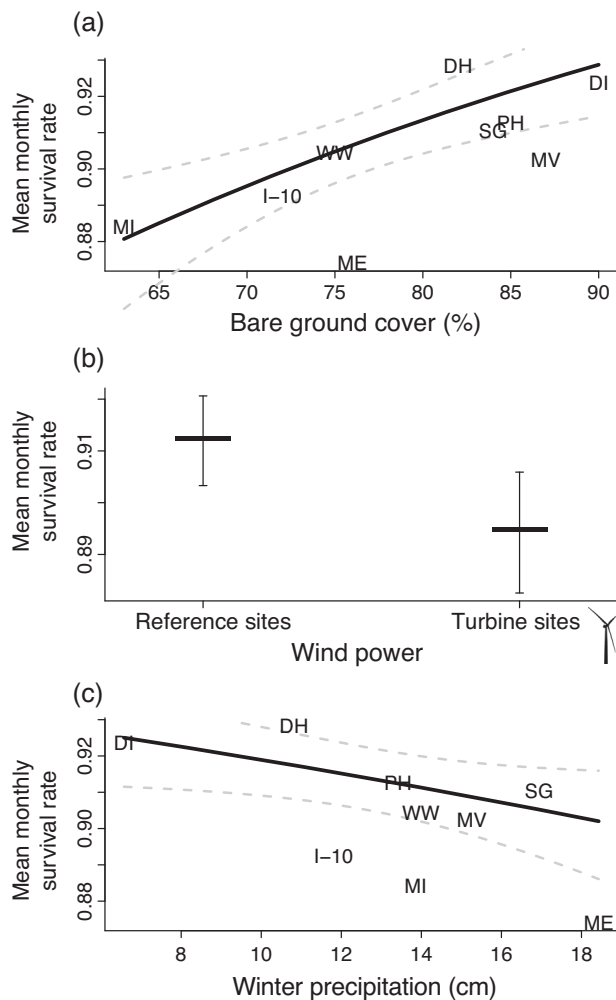 (a)
Mean monthly
survival rate
0.92
0.90
0.88
DH
DI
PH
SG
WW
MV
I–10
MI
ME
65 70 75 80 85 90
Bare ground cover (%)
(b)
Mean monthly
survival rate
0.91
0.89
Reference sites Turbine sites
Wind power
(c)
Mean monthly
survival rate
0.92
0.90
0.88
DH
DI
PH
SG
WW
MV
I–10
MI
ME
8 10 12 14 16 18
Winter precipitation (cm)